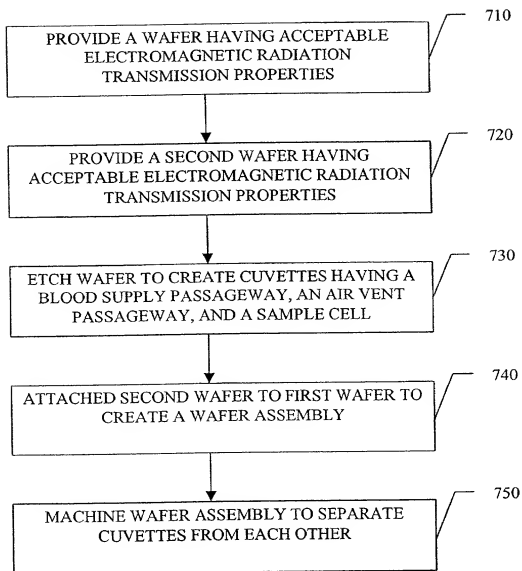 710
PROVIDE A WAFER HAVING ACCEPTABLE
ELECTROMAGNETIC RADIATION
TRANSMISSION PROPERTIES
720
PROVIDE A SECOND WAFER HAVING
ACCEPTABLE ELECTROMAGNETIC RADIATION
TRANSMISSION PROPERTIES
730
ETCH WAFER TO CREATE CUVETTES HAVING A
BLOOD SUPPLY PASSAGEWAY, AN AIR VENT
PASSAGEWAY, AND A SAMPLE CELL
740
ATTACHED SECOND WAFER TO FIRST WAFER TO
CREATE A WAFER ASSEMBLY
750
MACHINE WAFER ASSEMBLY TO SEPARATE
CUVETTES FROM EACH OTHER